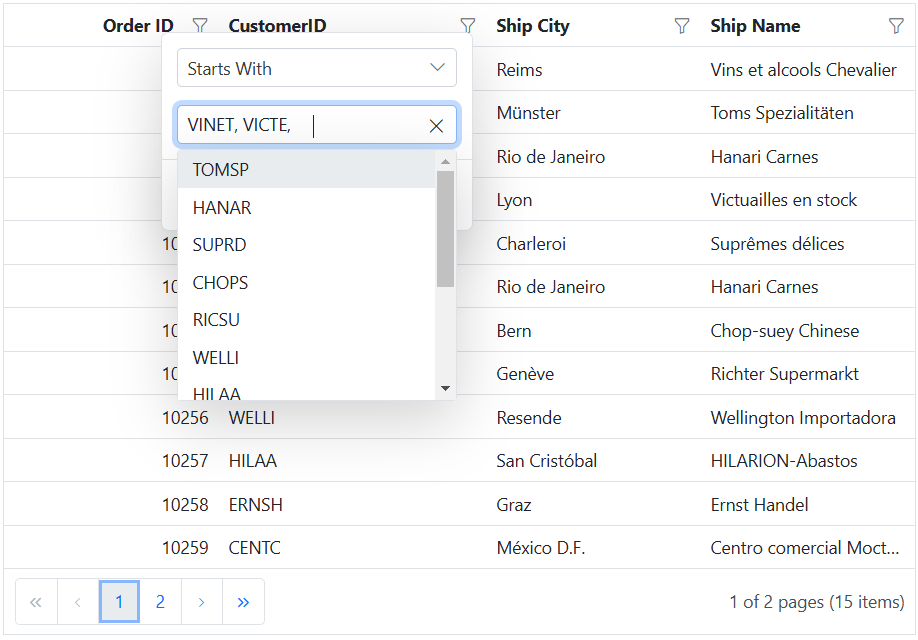 Order ID CustomerID Ship City Ship Name
Starts With
Reims Vins et alcools Chevalier
VINET, VICTE,
Münster Toms Spezialitäten
TOMSP
Rio de Janeiro Hanari Carnes
HANAR
Lyon Victuailles en stock
SUPRD
10 Charleroi Suprêmes délices
CHOPS
Rio de Janeiro Hanari Carnes
RICSU
10 Bern Chop-suey Chinese
WELLI
10 Genève Richter Supermarkt
HILAA
10256 WELLI Resende Wellington Importadora
10257 HILAA San Cristóbal HILARION-Abastos
10258 ERNSH Graz Ernst Handel
10259 CENTC México D.F. Centro comercial Moct...
1 2 1 of 2 pages (15 items)